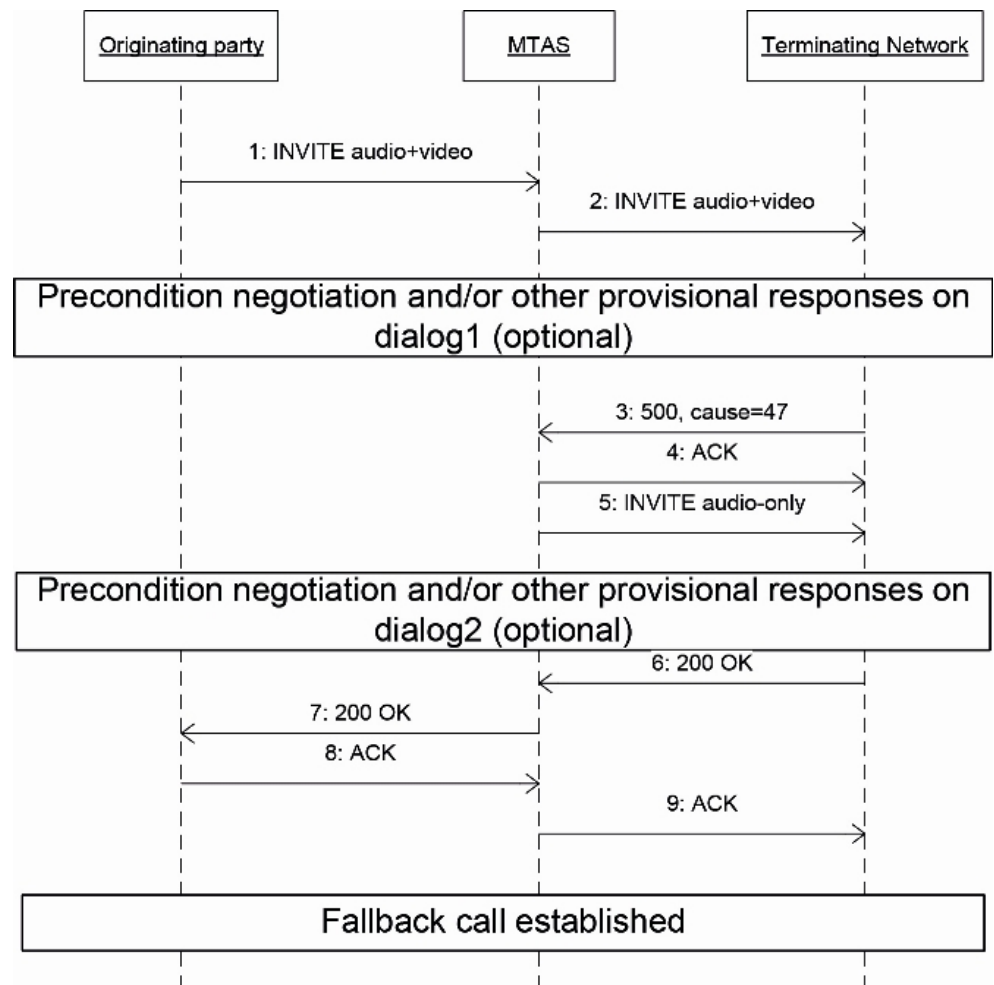 Originating party
MTAS
Terminating Network
1: INVITE audio+video
2: INVITE audio+video
Precondition negotiation and/or other provisional responses on
dialog1 (optional)
3: 500, cause=47
4: ACK
5: INVITE audio-only
Precondition negotiation and/or other provisional responses on
dialog2 (optional)
6: 200 OK
7: 200 OK
8: ACK
9: ACK
Fallback call established